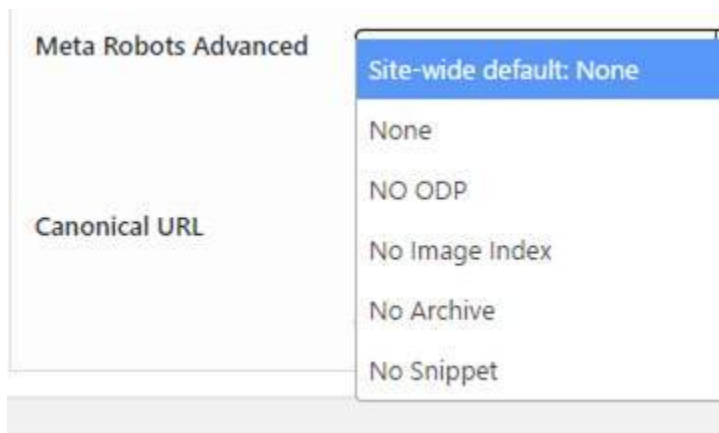 Meta Robots Advanced
Site-wide default: None
None
NO ODP
Canonical URL
No Image Index
No Archive
No Snippet